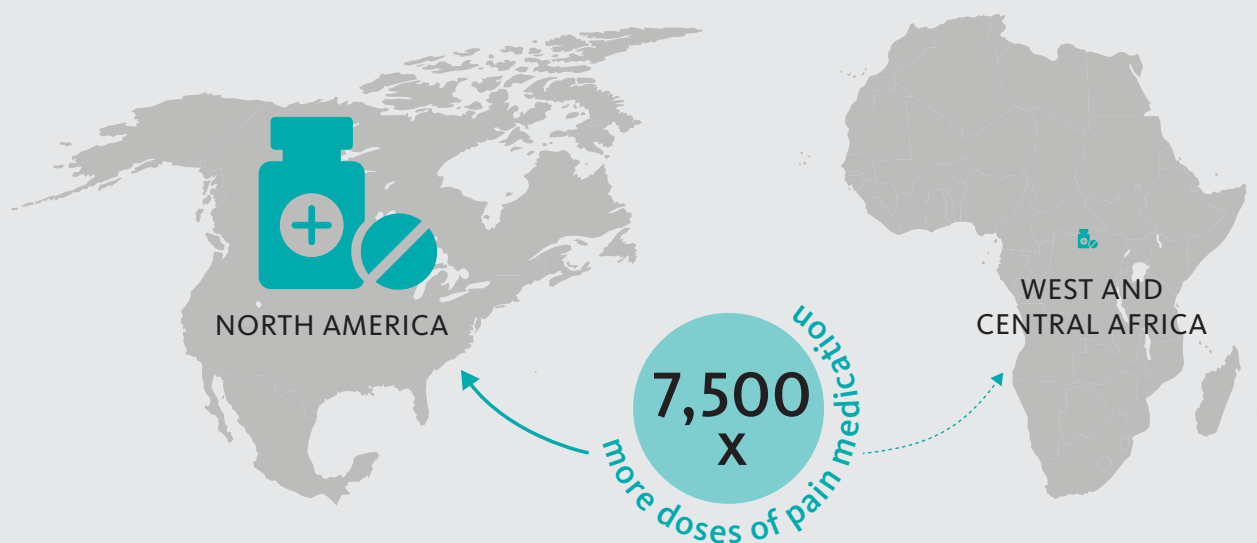 NORTH AMERICA
WEST AND
CENTRAL AFRICA
7,500
x
more doses of pain medication